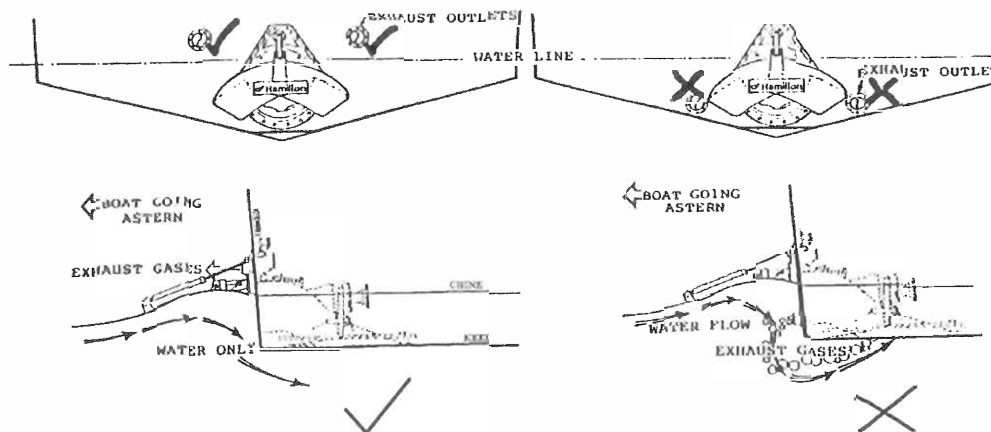 EXHAUST OUTLETS
WATER LINE
Hamilton
EXHAUST OUTLET
Hamilton
BOAT GOING
ASTERN
EXHAUST GASES
CHINE
KEEL
WATER ONLY
BOAT GOING
ASTERN
WATER FLOW
EXHAUST GASES